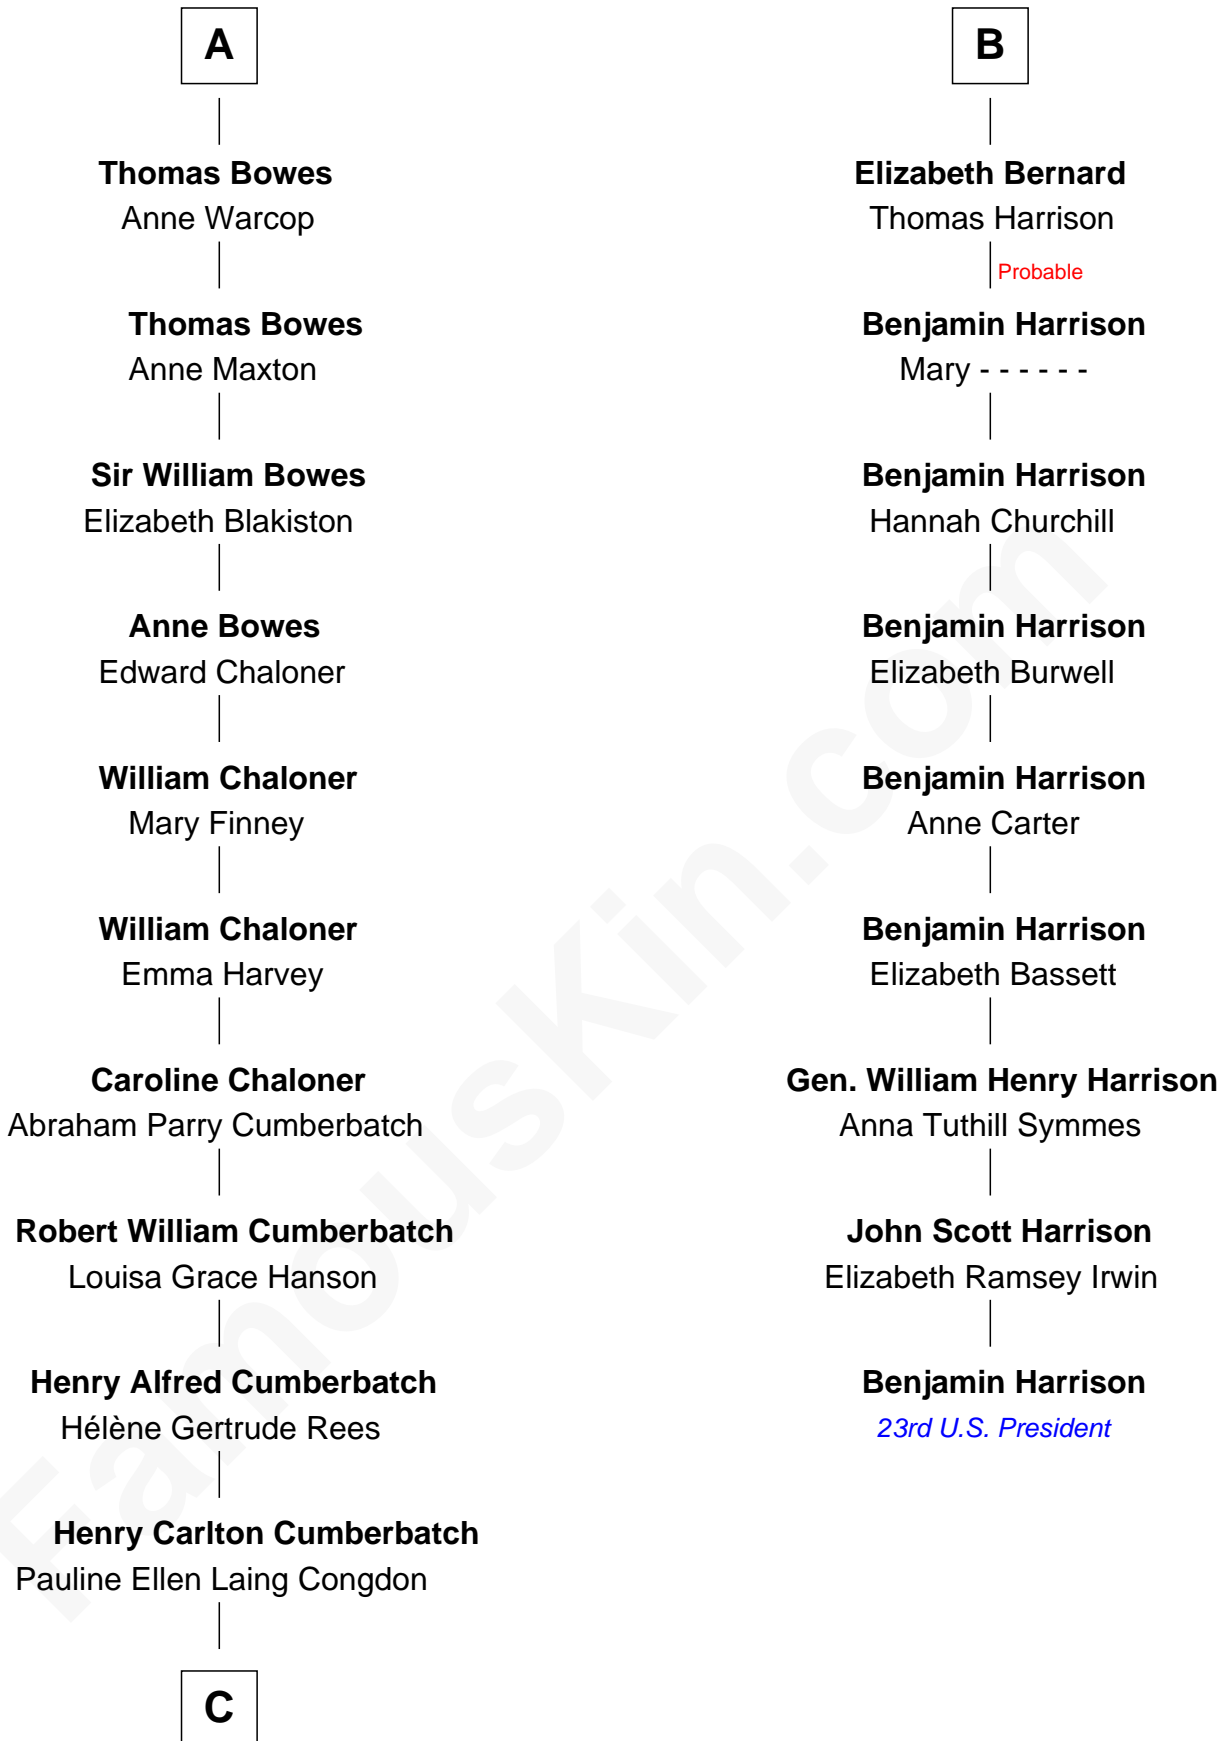 A
Thomas Bowes
Anne Warcop
Thomas Bowes
Anne Maxton
Sir William Bowes
Elizabeth Blakiston
Anne Bowes
Edward Chaloner
William Chaloner
Mary Finney
William Chaloner
Emma Harvey
Caroline Chaloner
Abraham Parry Cumberbatch
Robert William Cumberbatch
Louisa Grace Hanson
Henry Alfred Cumberbatch
Hélène Gertrude Rees
Henry Carlton Cumberbatch
Pauline Ellen Laing Congdon
C
B
Elizabeth Bernard
Thomas Harrison
Probable
Benjamin Harrison
Mary - - - - - -
Benjamin Harrison
Hannah Churchill
Benjamin Harrison
Elizabeth Burwell
Benjamin Harrison
Anne Carter
Benjamin Harrison
Elizabeth Bassett
Gen. William Henry Harrison
Anna Tuthill Symmes
John Scott Harrison
Elizabeth Ramsey Irwin
Benjamin Harrison
23rd U.S. President
FamousKin.com